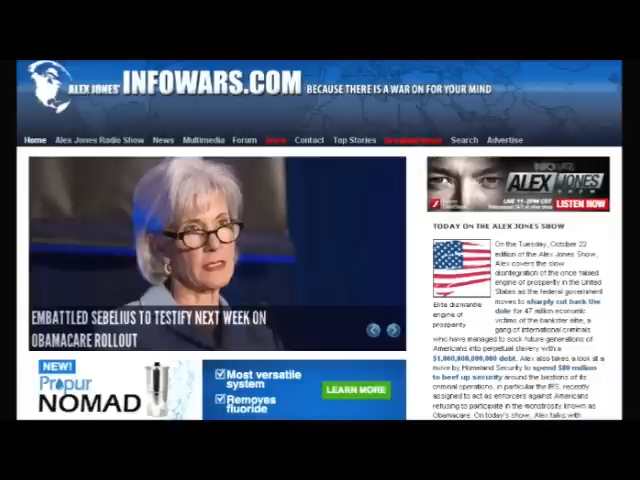 ALEX JONES' INFOWARS.COM BECAUSE THERE IS A WAR ON FOR YOUR MIND
Home Alex Jones Radio Show News Multimedia Forum Store Contact Top Stories Search Advertise
EMBATTLED SEBELIUS TO TESTIFY NEXT WEEK ON
OBAMACARE ROLLOUT
NEW!
Propur
NOMAD
Most versatile
system
Removes
fluoride
LEARN MORE
INFOWARS
ALEX JONES
SHOW
LISTEN NOW
TODAY ON THE ALEX JONES SHOW
Elite dismantle
engine of
prosperity
On the Tuesday, October 22
edition of the Alex Jones Show,
Alex covers the slow
disintegration of the once fabled
engine of prosperity in the
United States as the federal government
moves to sharply cut back the
dole for 47 million economic
victims of the bankster elite, a
gang of international criminals
who have managed to sock future generations of
Americans into perpetual slavery with a
debt. Alex also takes a look at a
move by Homeland Security to spend $80 million
to beef up security around the bastions of its
criminal operations, in particular the IRS, recently
assigned to act as enforcers against Americans
refusing to participate in the monstrosity known as
Obamacare. On today's show, Alex talks with